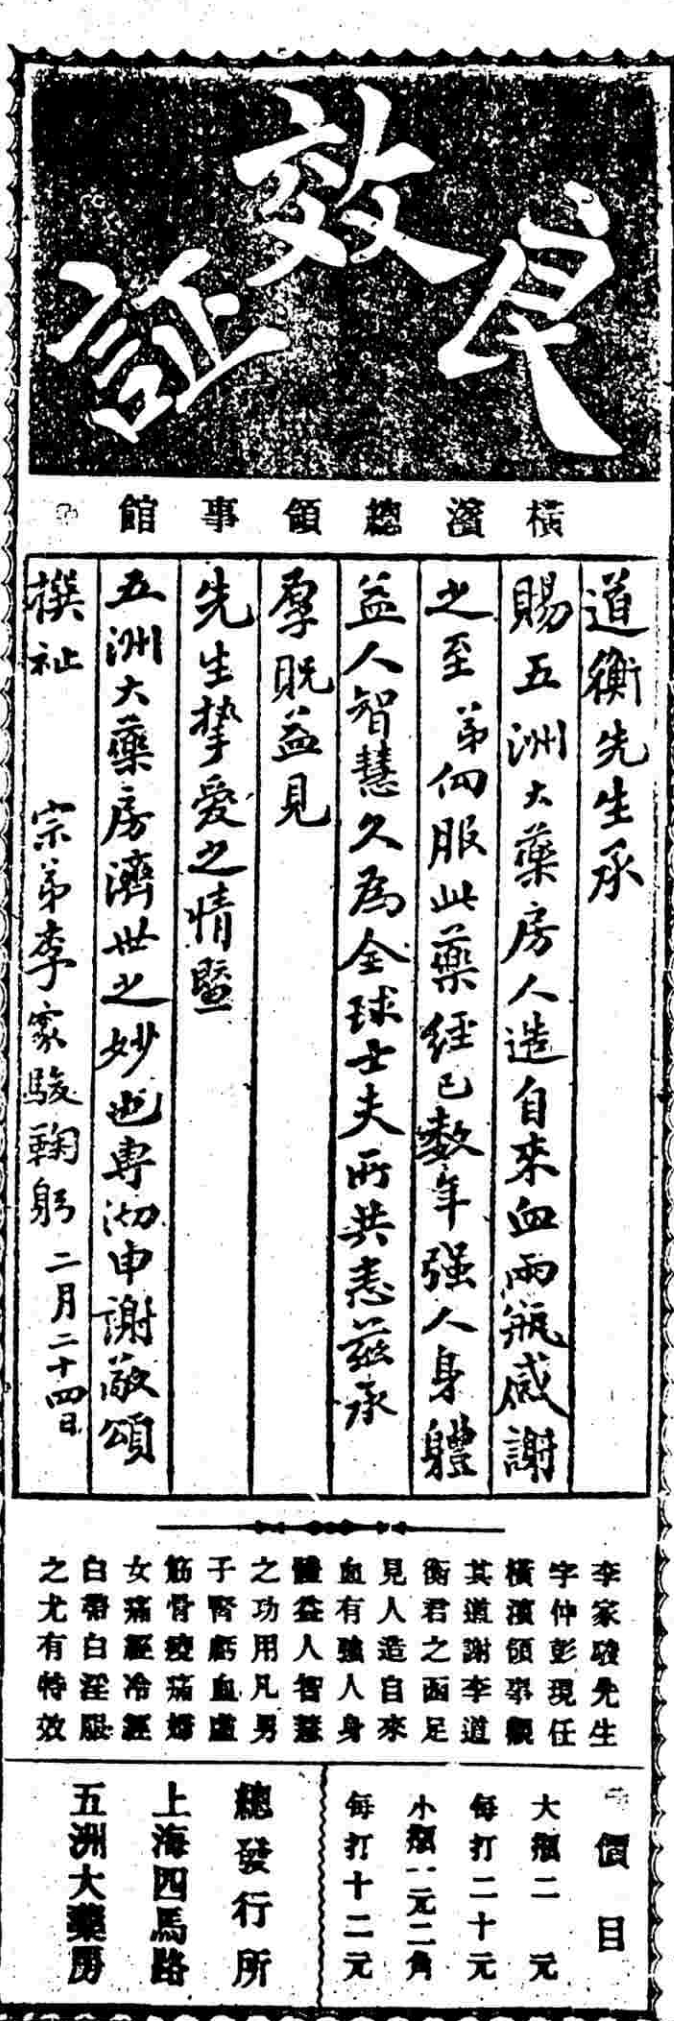 良效証
橫濱總領事館
道衡先生承
賜五洲大藥房人造自來血兩瓶感謝
之至弟向服此藥經已數年强人身體
益人智慧久為全球士夫所共悉茲承
厚貺益見
先生摯愛之情暨
五洲大藥房濟世之妙也専泐申謝敬頌
撰祉　宗弟李家駿鞠躬 二月二十四日
李家駿先生
字仲彭現任
橫濱領事觀
其道謝李道
衡君之函足
見人造自來
血有強人身
體益人智慧
之功用凡男
子腎虧血虛
筋骨痠痛婦
女痛經冷經
白帶白淫服
之尤有特效
價目
大瓶二元
每打二十元
小瓶一元二角
每打十二元
總發行所
上海四馬路
五洲大藥房